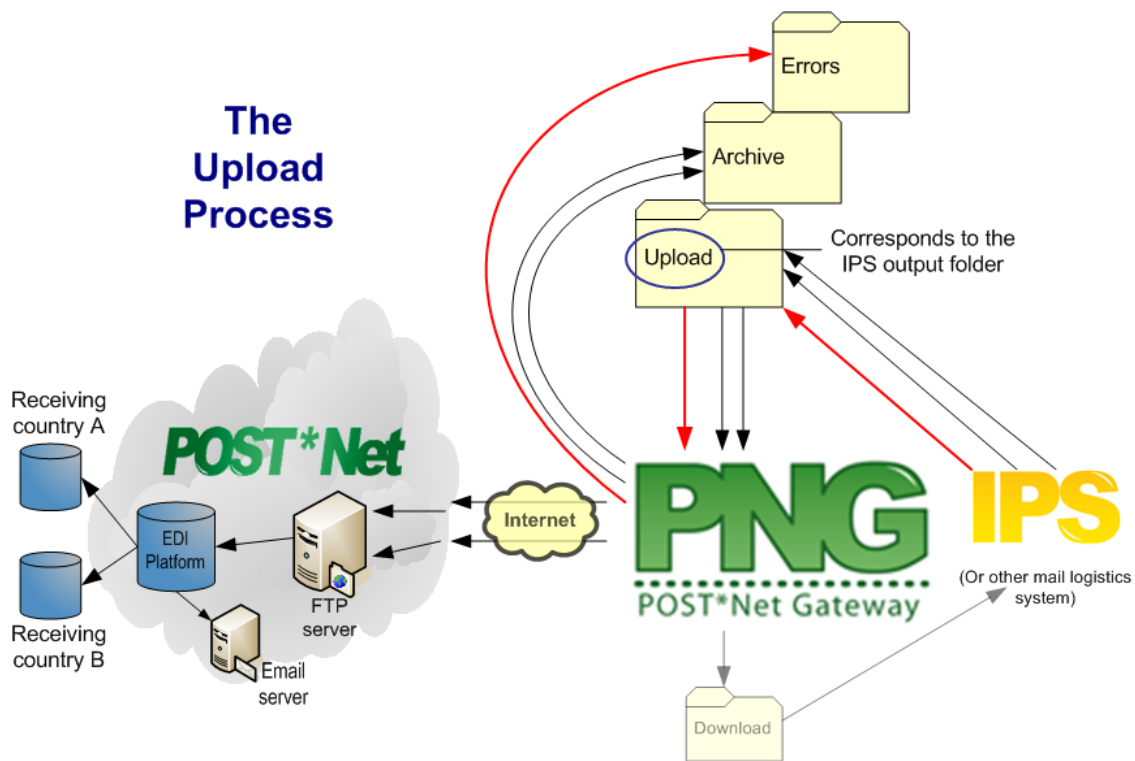 The
Upload
Process
Errors
Archive
Upload
Corresponds to the
IPS output folder
Receiving
country A
POST*Net
EDI
Platform
FTP
server
Internet
PNG
POST*Net Gateway
IPS
(Or other mail logistics
system)
Receiving
country B
Email
server
Download